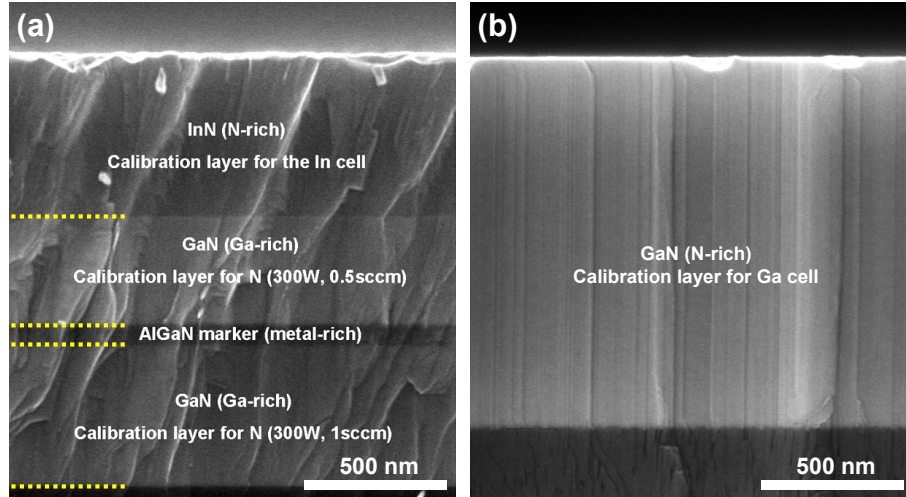 (a)
InN (N-rich)
Calibration layer for the In cell
GaN (Ga-rich)
Calibration layer for N (300W, 0.5sccm)
AlGaN marker (metal-rich)
GaN (Ga-rich)
Calibration layer for N (300W, 1sccm)
500 nm
(b)
GaN (N-rich)
Calibration layer for Ga cell
500 nm